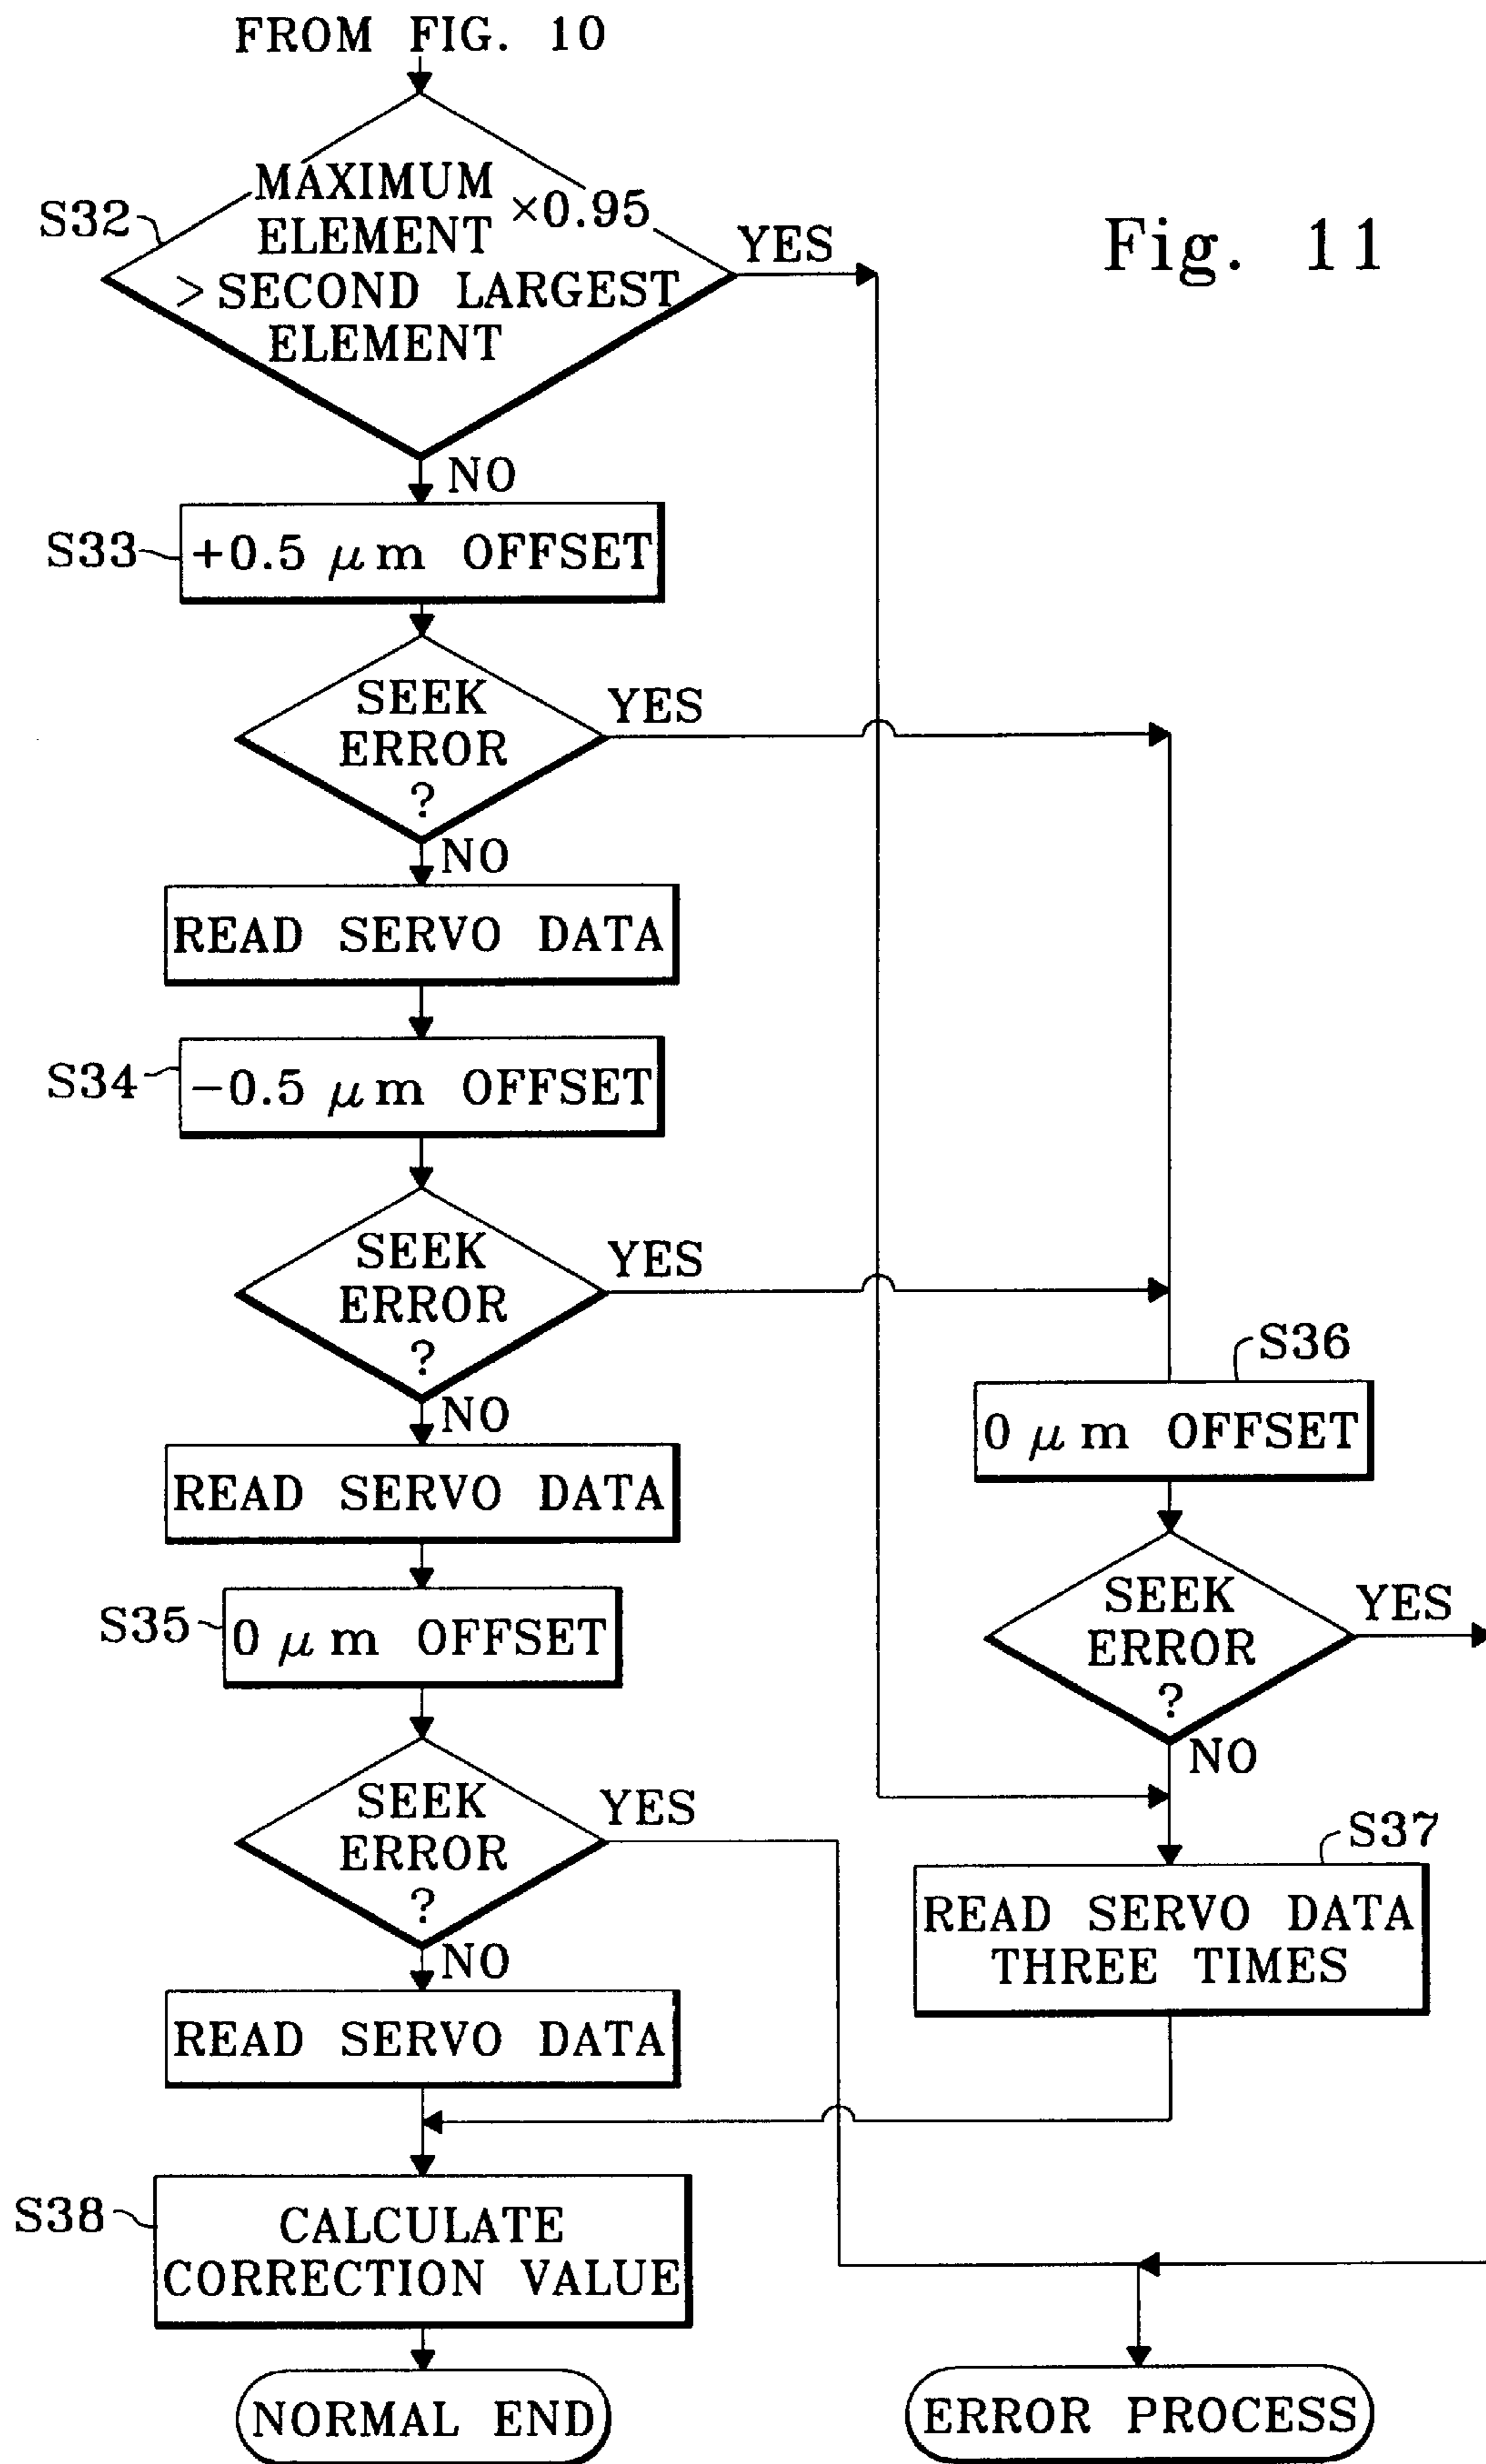 FROM FIG. 10
Fig. 11
S32
MAXIMUM
ELEMENT ×0.95
> SECOND LARGEST
ELEMENT
YES
NO
S33
+0.5 μm OFFSET
SEEK
ERROR
?
YES
NO
READ SERVO DATA
S34
−0.5 μm OFFSET
SEEK
ERROR
?
YES
NO
READ SERVO DATA
S35
0 μm OFFSET
SEEK
ERROR
?
YES
NO
READ SERVO DATA
S36
0 μm OFFSET
SEEK
ERROR
?
YES
NO
S37
READ SERVO DATA
THREE TIMES
S38
CALCULATE
CORRECTION VALUE
NORMAL END
ERROR PROCESS